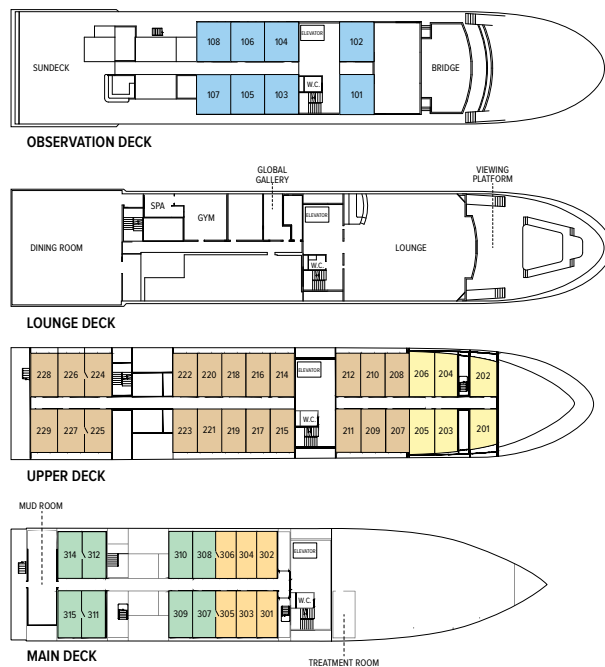 108 106 104 ELEVATOR 102
SUNDECK BRIDGE
W.C.
107 105 103 101
OBSERVATION DECK
GLOBAL
GALLERY
VIEWING
PLATFORM
SPA
GYM
ELEVATOR
DINING ROOM LOUNGE
W.C.
LOUNGE DECK
228 226 224 222 220 218 216 214 ELEVATOR 212 210 208 206 204 202
W.C.
229 227 225 223 221 219 217 215 211 209 207 205 203 201
UPPER DECK
MUD ROOM
314 312 310 308 306 304 302 ELEVATOR
W.C.
315 311 309 307 305 303 301
MAIN DECK
TREATMENT ROOM